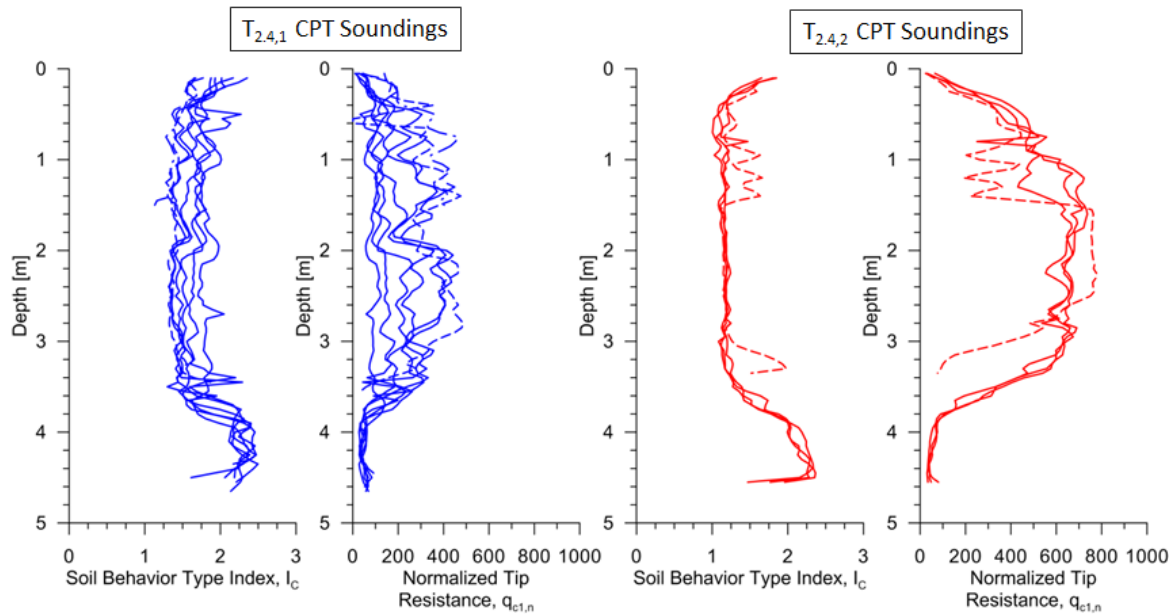 T2.4,1 CPT Soundings
T2.4,2 CPT Soundings
0
1
2
3
4
5
Depth [m]
0 1 2 3
Soil Behavior Type Index, IC
0
1
2
3
4
5
Depth [m]
0 200 400 600 800 1000
Normalized Tip
Resistance, qc1,n
0
1
2
3
4
5
Depth [m]
0 1 2 3
Soil Behavior Type Index, IC
0
1
2
3
4
5
Depth [m]
0 200 400 600 800 1000
Normalized Tip
Resistance, qc1,n